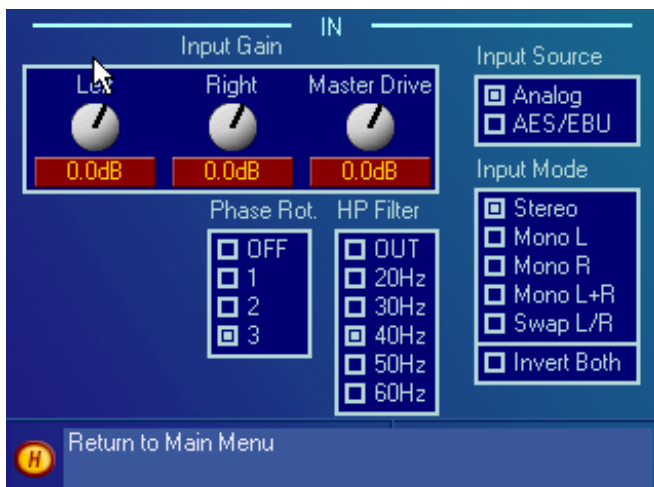 IN
Input Gain
Left Right Master Drive
0.0dB 0.0dB 0.0dB
Phase Rot.
OFF
1
2
3
HP Filter
OUT
20Hz
30Hz
40Hz
50Hz
60Hz
Input Source
Analog
AES/EBU
Input Mode
Stereo
Mono L
Mono R
Mono L+R
Swap L/R
Invert Both
H
Return to Main Menu